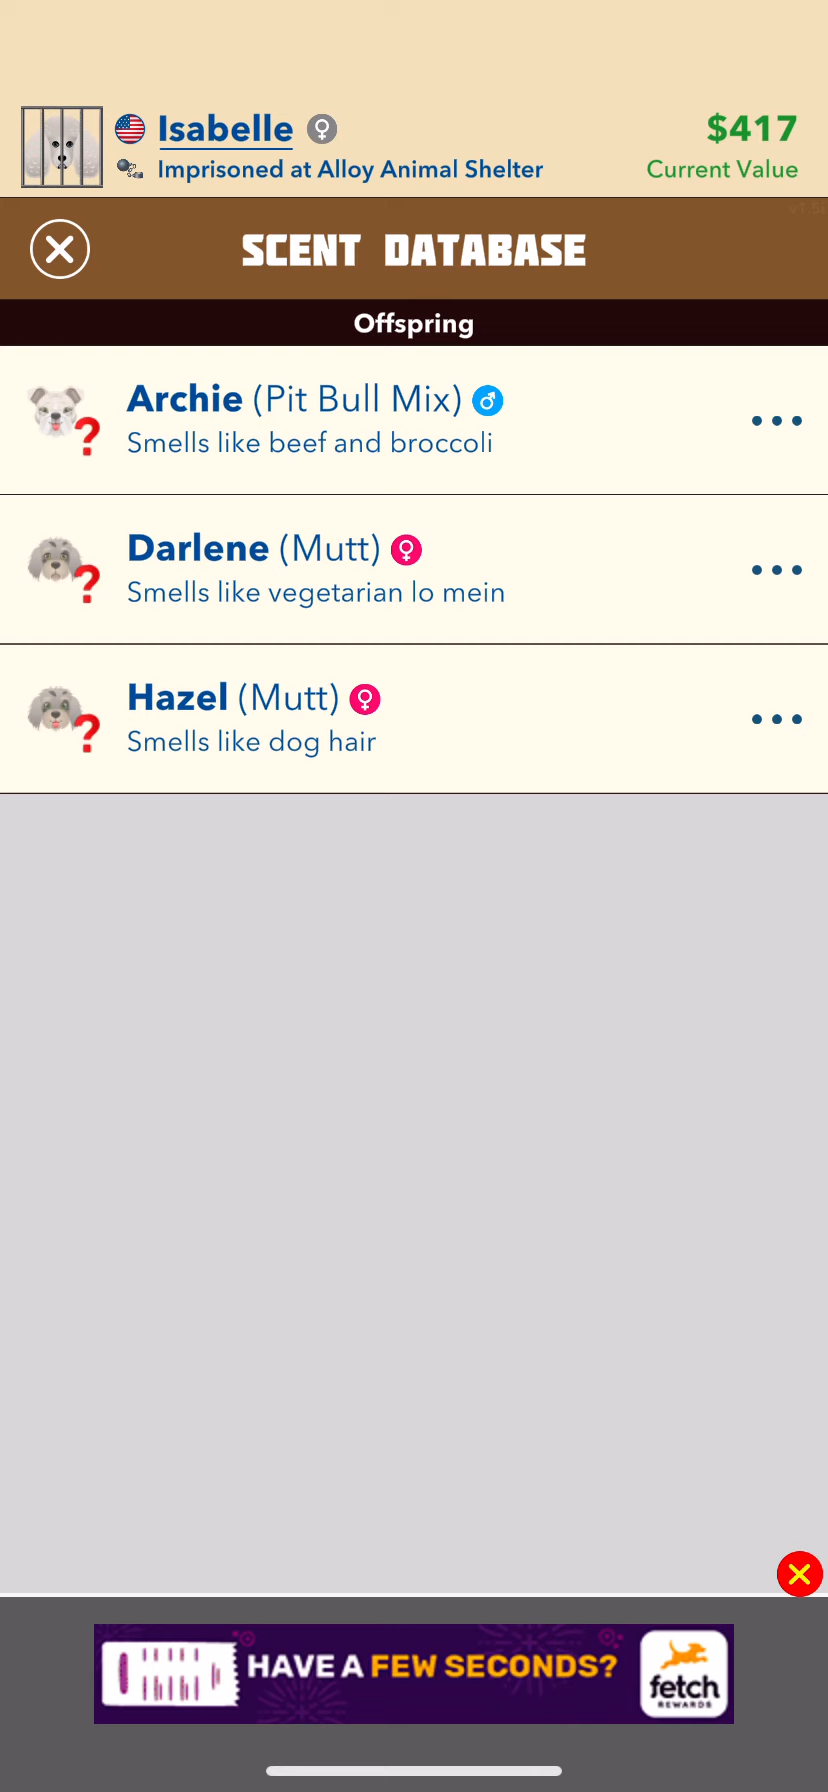 Isabelle
$417
Imprisoned at Alloy Animal Shelter
Current Value
SCENT DATABASE
Offspring
Archie (Pit Bull Mix)
Smells like beef and broccoli
Darlene (Mutt)
Smells like vegetarian lo mein
Hazel (Mutt)
Smells like dog hair
HAVE A FEW SECONDS?
fetch
REWARDS